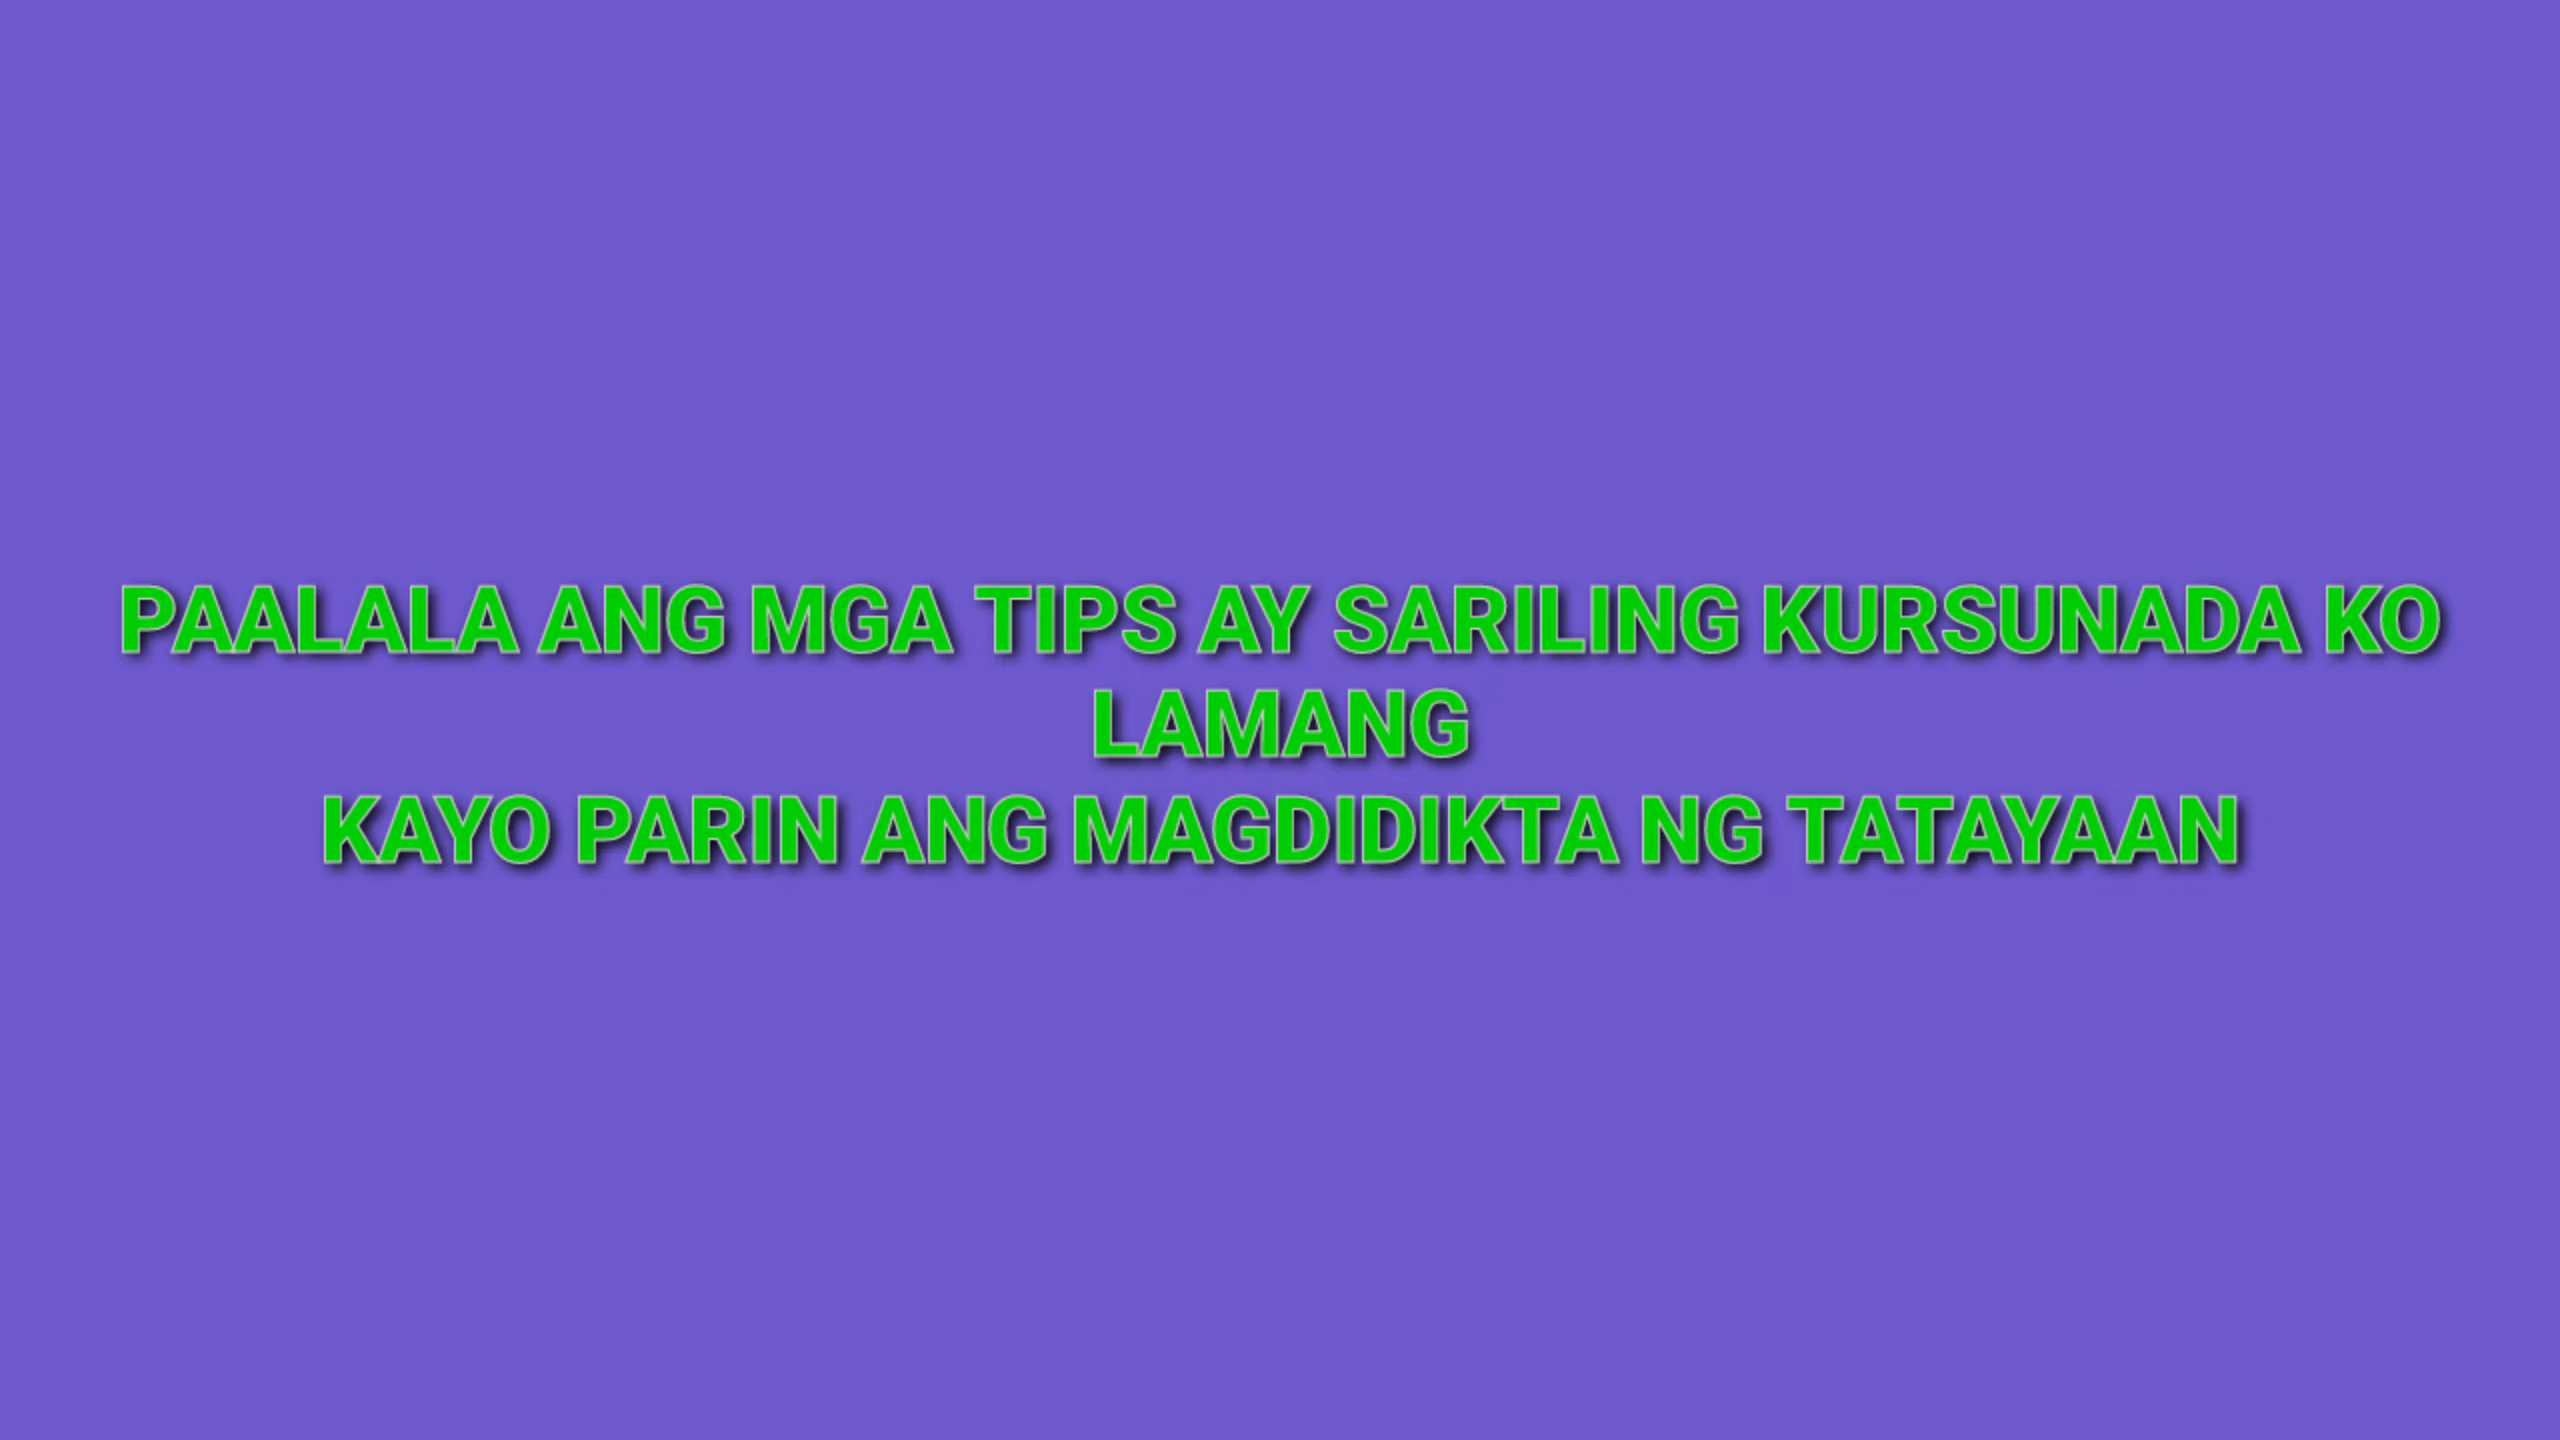 PAALALA ANG MGA TIPS AY SARILING KURSUNADA KO
LAMANG
KAYO PARIN ANG MAGDIDIKTA NG TATAYAAN